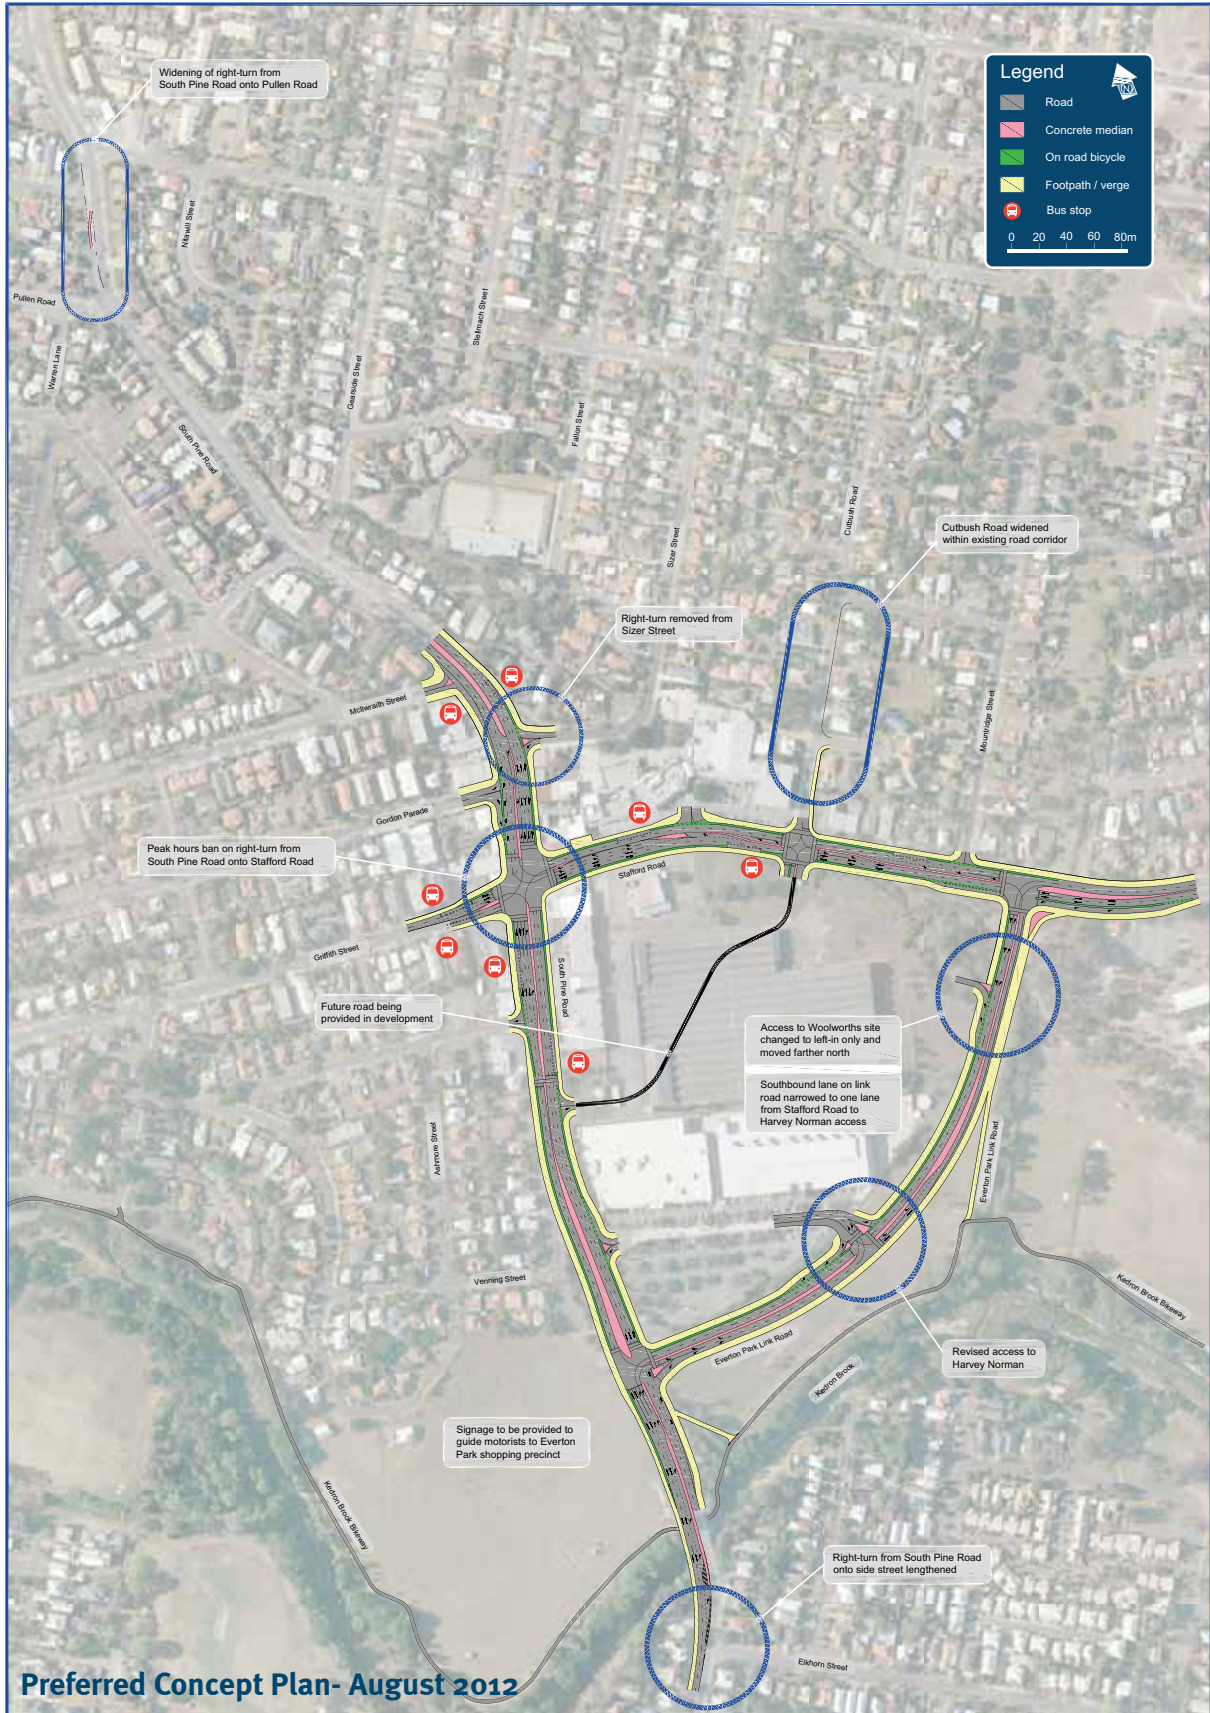 Widening of right-turn from
South Pine Road onto Pullen Road
Legend
N
Road
Concrete median
On road bicycle
Footpath / verge
Bus stop
0 20 40 60 80m
Nitawill Street
Pullen Road
Warren Lane
Stellmach Street
Gearside Street
Fallon Street
South Pine Road
Cutbush Road
Cutbush Road widened
within existing road corridor
Sizer Street
Right-turn removed from
Sizer Street
McIlwraith Street
Mountridge Street
Gordon Parade
Peak hours ban on right-turn from
South Pine Road onto Stafford Road
Stafford Road
Griffith Street
South Pine Road
Future road being
provided in development
Access to Woolworths site
changed to left-in only and
moved farther north
Southbound lane on link
road narrowed to one lane
from Stafford Road to
Harvey Norman access
Ashmore Street
Everton Park Link Road
Venning Street
Kedron Brook Bikeway
Everton Park Link Road
Revised access to
Harvey Norman
Kedron Brook
Signage to be provided to
guide motorists to Everton
Park shopping precinct
Kedron Brook Bikeway
Right-turn from South Pine Road
onto side street lengthened
Elkhorn Street
Preferred Concept Plan- August 2012